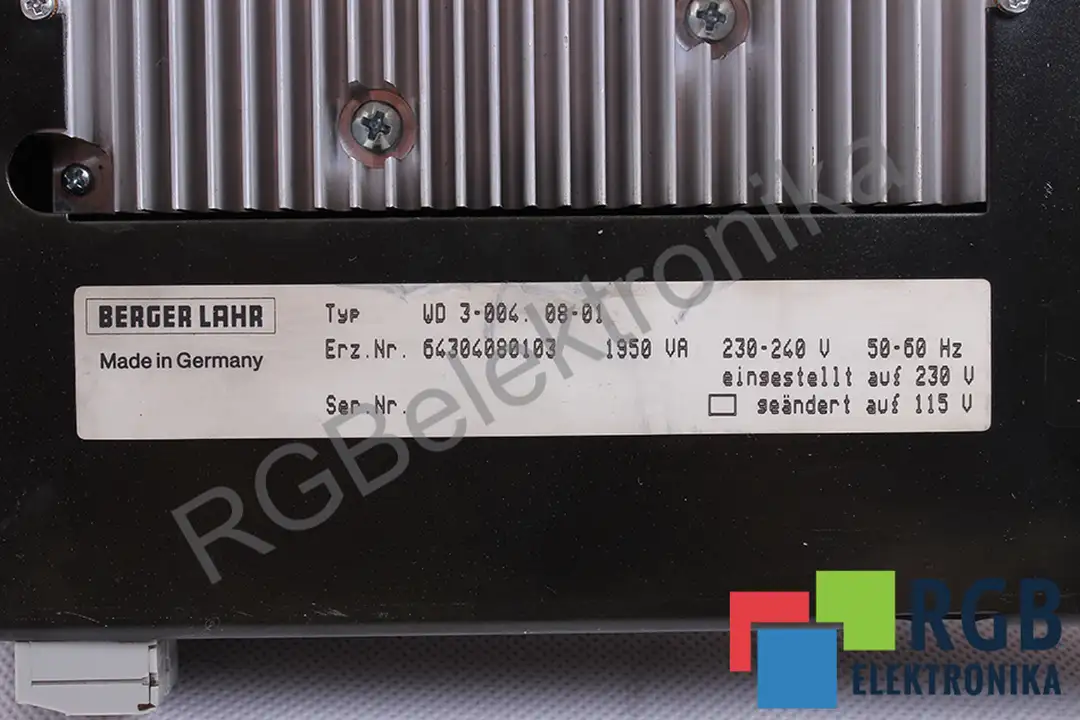 BERGER LAHR
Made in Germany
Typ WD 3-004. 08-01
Erz.Nr. 64304080103 1950 VA 230-240 V 50-60 Hz
eingestellt auf 230 V
Ser.Nr. geändert auf 115 V
RGBelektronika
RGB
ELEKTRONIKA